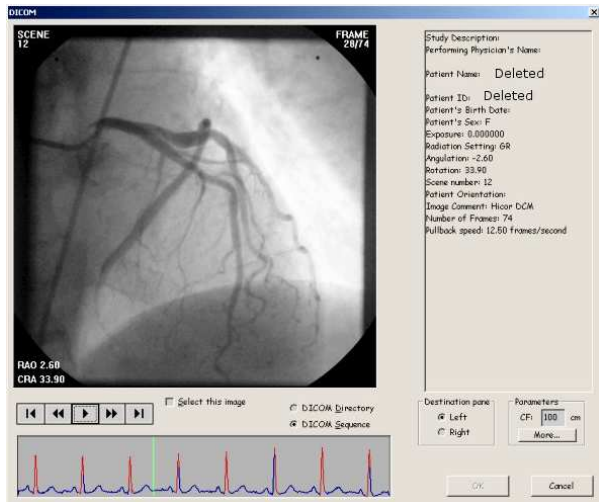 DICOM
SCENE
12
FRAME
28/74
RAO 2.60
CRA 33.90
Study Description:
Performing Physician's Name:
Patient Name: Deleted
Patient ID: Deleted
Patient's Birth Date:
Patient's Sex: F
Exposure: 0.000000
Radiation Setting: GR
Angulation: -2.60
Rotation: 33.90
Scene number: 12
Patient Orientation:
Image Comment: Hicor DCM
Number of Frames: 74
Pullback speed: 12.50 frames/second
Select this image
DICOM Directory
DICOM Sequence
Destination pane
Left
Right
Parameters
CF: 100 cm
More...
OK
Cancel